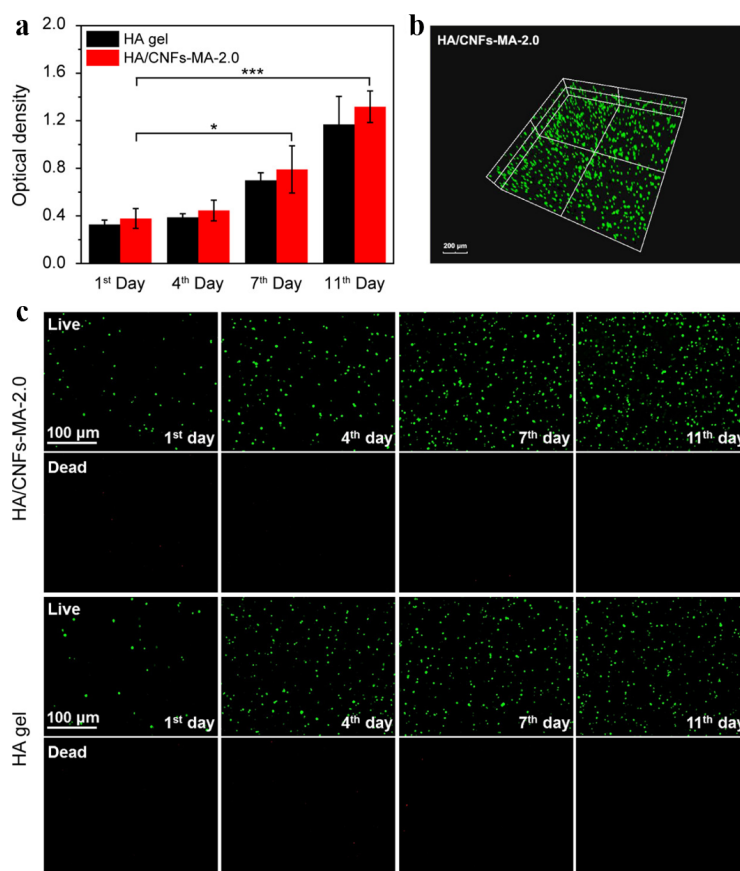 a
2.0
1.6
1.2
0.8
0.4
0.0
Optical density
HA gel
HA/CNFs-MA-2.0
***
*
1st Day
4th Day
7th Day
11th Day
b
HA/CNFs-MA-2.0
200 μm
c
HA/CNFs-MA-2.0
Live
100 μm
1st day
4th day
7th day
11th day
Dead
HA gel
Live
100 μm
1st day
4th day
7th day
11th day
Dead